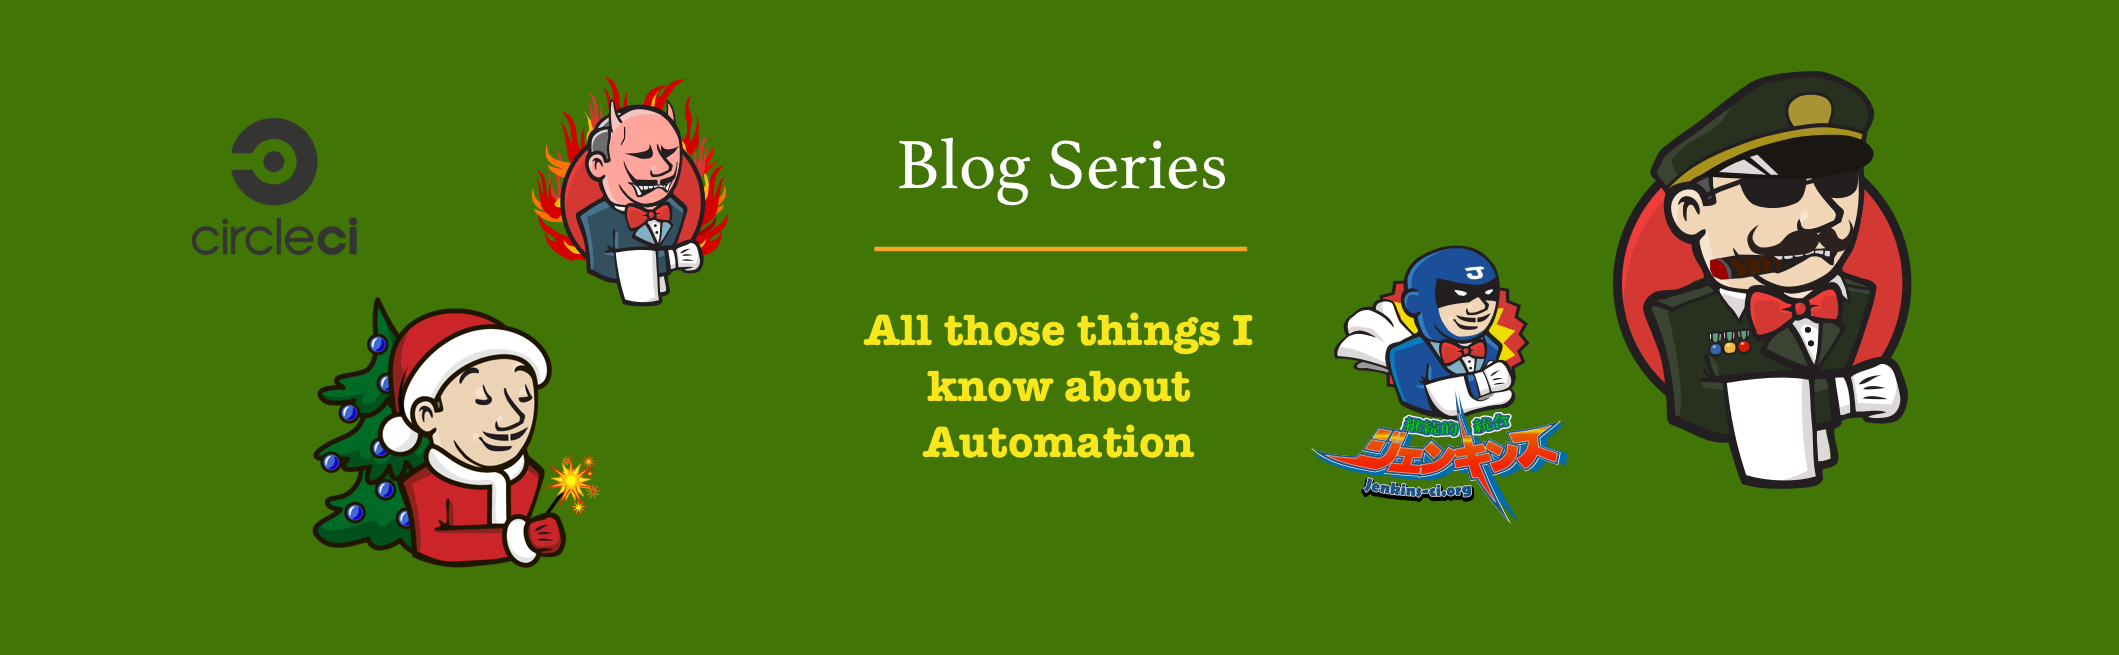 circleci
Blog Series
All those things I
know about
Automation
J
継続的 統合
ジェンキンス
Jenkins-ci.org